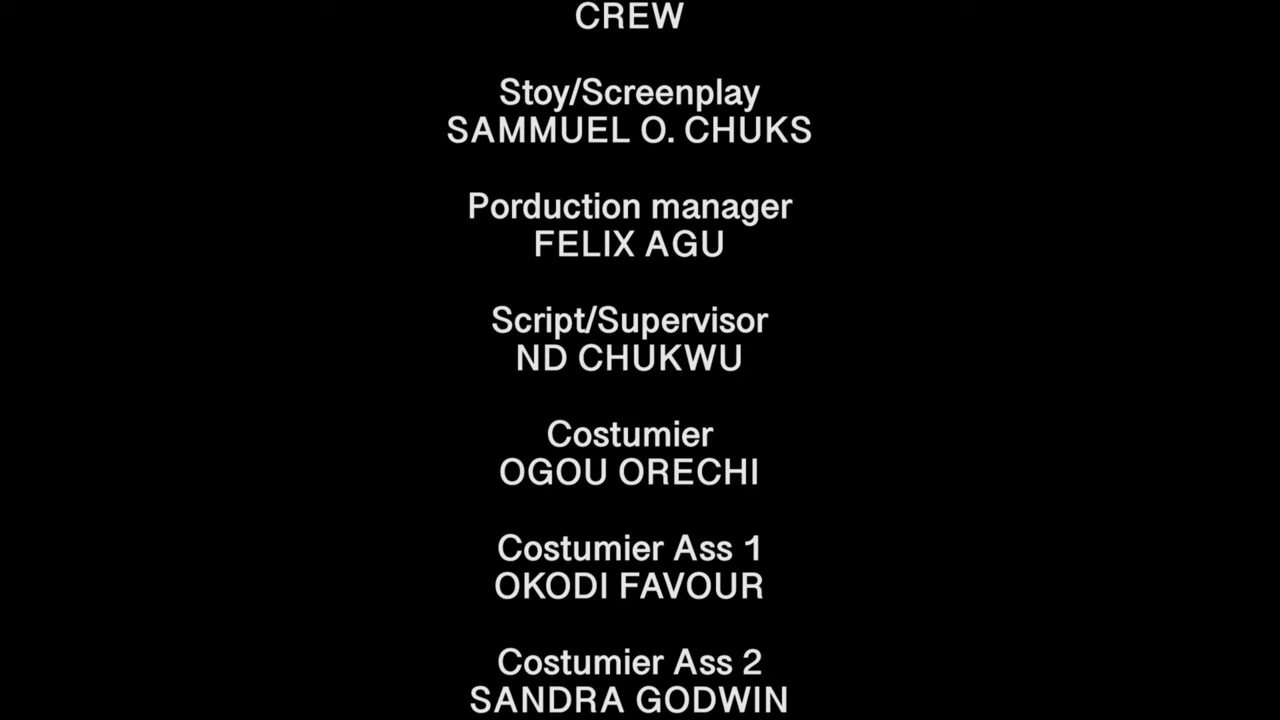 CREW
Stoy/Screenplay
SAMMUEL O. CHUKS
Porduction manager
FELIX AGU
Script/Supervisor
ND CHUKWU
Costumier
OGOU ORECHI
Costumier Ass 1
OKODI FAVOUR
Costumier Ass 2
SANDRA GODWIN